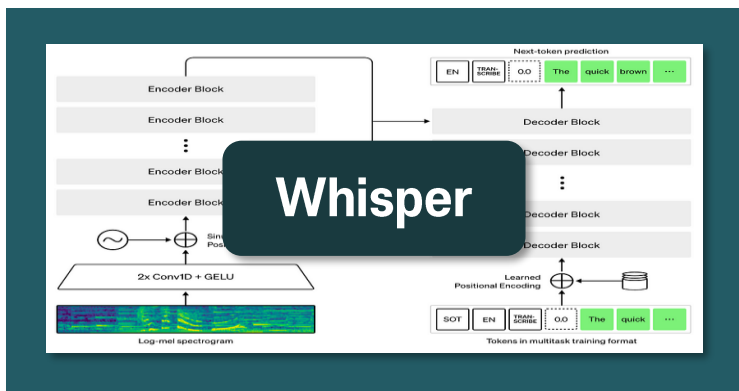 Next-token prediction
EN TRAN-SCRIBE 0.0 The quick brown ...
Encoder Block
Encoder Block
Encoder Block
Encoder Block
Decoder Block
Decoder Block
Decoder Block
Decoder Block
Whisper
2x Conv1D + GELU
Learned
Positional Encoding
SOT EN TRAN-SCRIBE 0.0 The quick ...
Log-mel spectrogram
Tokens in multitask training format